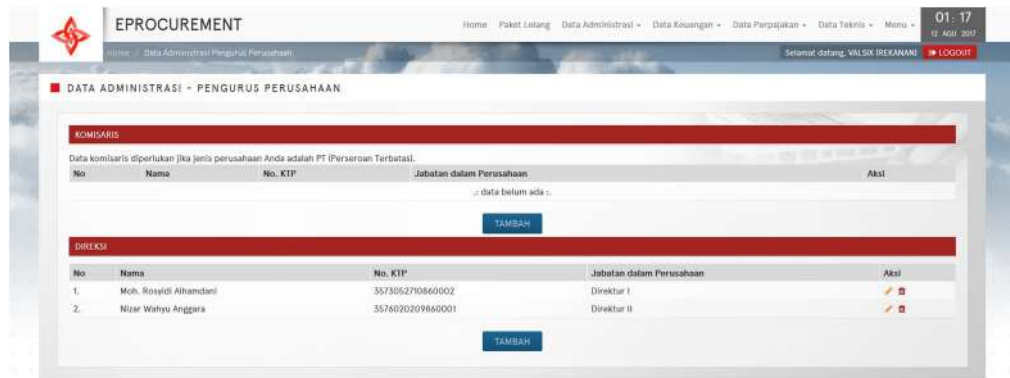 EPROCUREMENT
Home Paket Lelang Data Administrasi Data Keuangan Data Perpajakan Data Teknis Menu
01:17
12 AGU 2017
Home / Data Administrasi Pengurus Perusahaan
Selamat datang, VALSIX (REKANAN) LOGOUT
DATA ADMINISTRASI - PENGURUS PERUSAHAAN
KOMISARIS
Data komisaris diperlukan jika jenis perusahaan Anda adalah PT (Perseroan Terbatas).
No Nama No. KTP Jabatan dalam Perusahaan Aksi
.: data belum ada :.
TAMBAH
DIREKSI
No Nama No. KTP Jabatan dalam Perusahaan Aksi
1. Moh. Rosyidi Alhamdani 3573052710860002 Direktur I
2. Nizar Wahyu Anggara 3576020209860001 Direktur II
TAMBAH